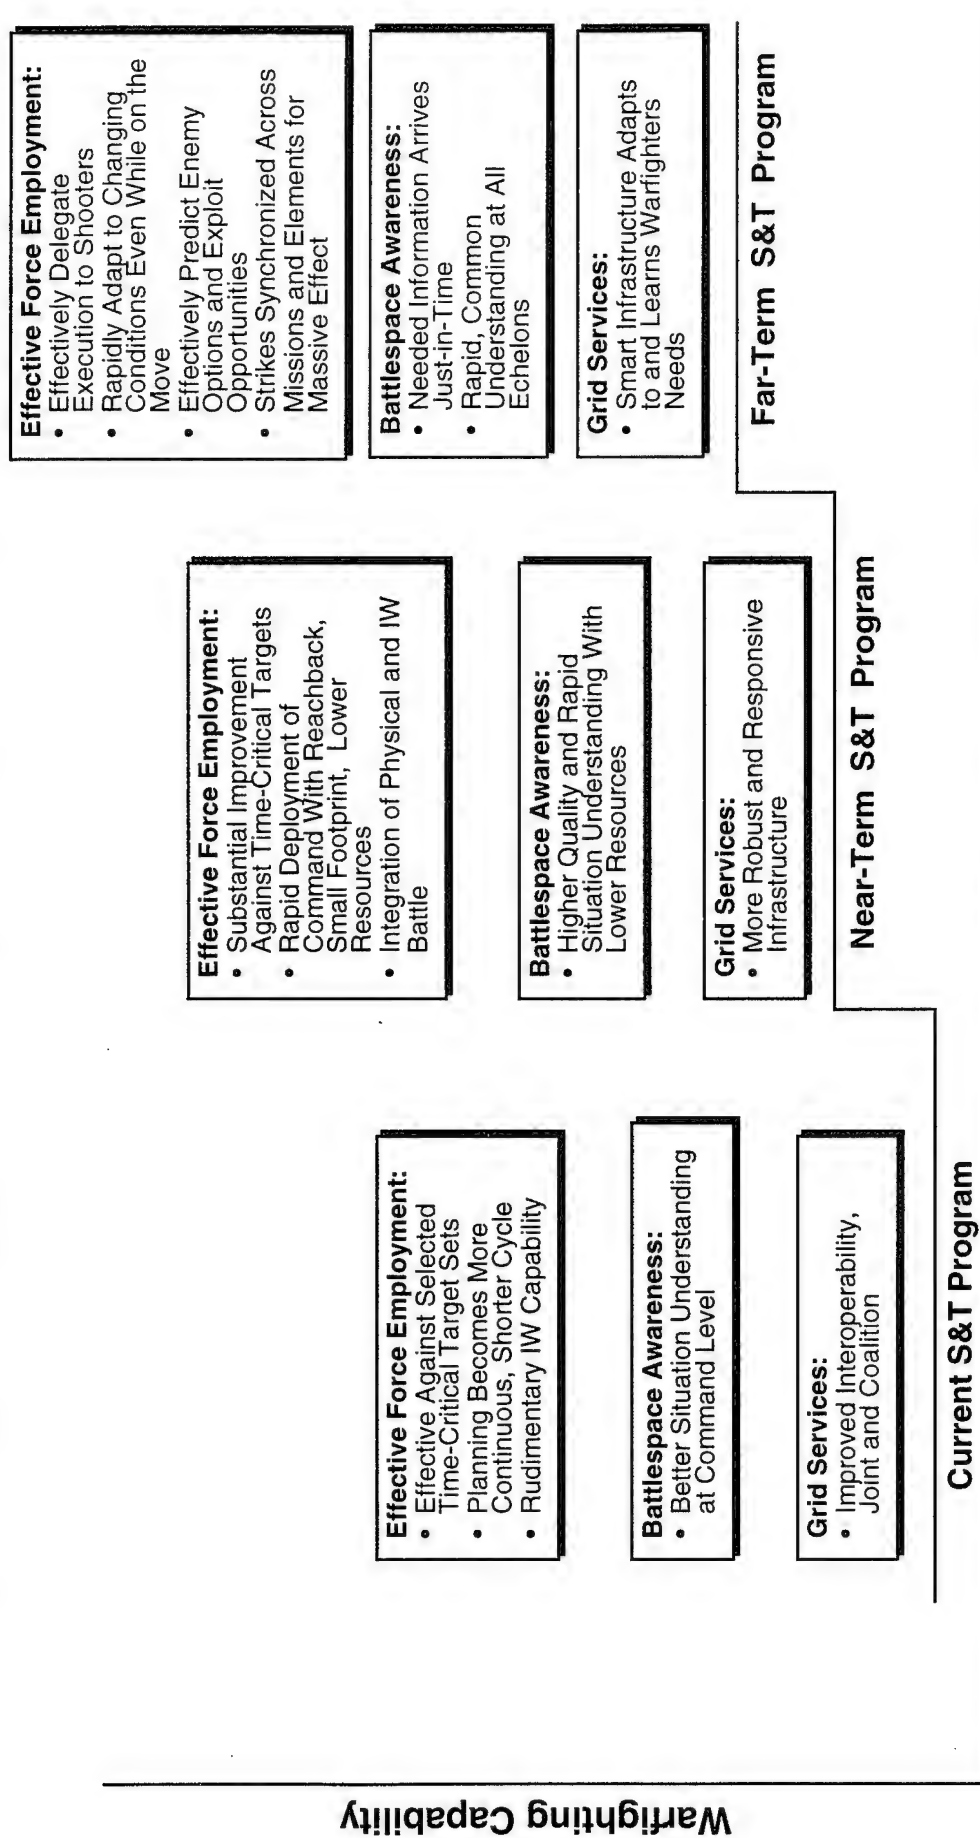 Warfighting Capability
Effective Force Employment:
• Effective Against Selected
Time-Critical Target Sets
• Planning Becomes More
Continuous, Shorter Cycle
• Rudimentary IW Capability
Battlespace Awareness:
• Better Situation Understanding
at Command Level
Grid Services:
• Improved Interoperability,
Joint and Coalition
Current S&T Program
Effective Force Employment:
• Substantial Improvement
Against Time-Critical Targets
• Rapid Deployment of
Command With Reachback,
Small Footprint, Lower
Resources
• Integration of Physical and IW
Battle
Battlespace Awareness:
• Higher Quality and Rapid
Situation Understanding With
Lower Resources
Grid Services:
• More Robust and Responsive
Infrastructure
Near-Term S&T Program
Effective Force Employment:
• Effectively Delegate
Execution to Shooters
• Rapidly Adapt to Changing
Conditions Even While on the
Move
• Effectively Predict Enemy
Options and Exploit
Opportunities
• Strikes Synchronized Across
Missions and Elements for
Massive Effect
Battlespace Awareness:
• Needed Information Arrives
Just-in-Time
• Rapid, Common
Understanding at All
Echelons
Grid Services:
• Smart Infrastructure Adapts
to and Learns Warfighters
Needs
Far-Term S&T Program